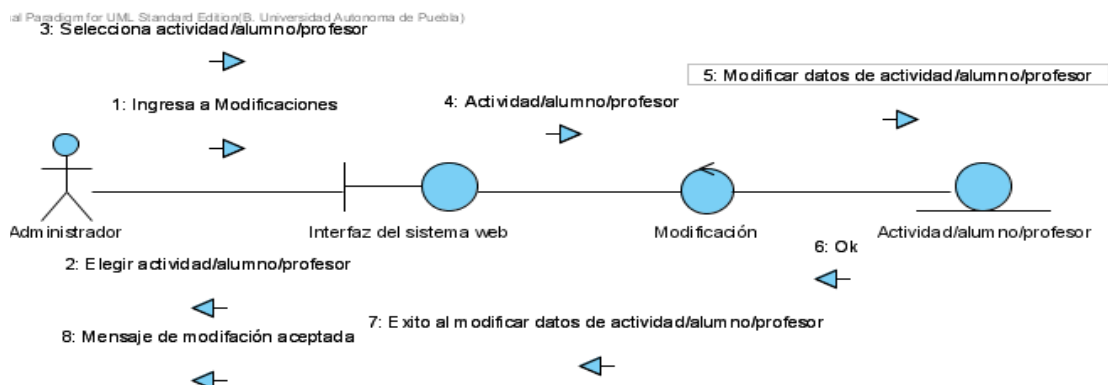 al Paradigm for UML Standard Edition(B. Universidad Autonoma de Puebla)
3: Selecciona actividad/alumno/profesor
5: Modificar datos de actividad/alumno/profesor
1: Ingresa a Modificaciones
4: Actividad/alumno/profesor
Administrador
Interfaz del sistema web
Modificación
Actividad/alumno/profesor
6: Ok
2: Elegir actividad/alumno/profesor
7: Exito al modificar datos de actividad/alumno/profesor
8: Mensaje de modifación aceptada